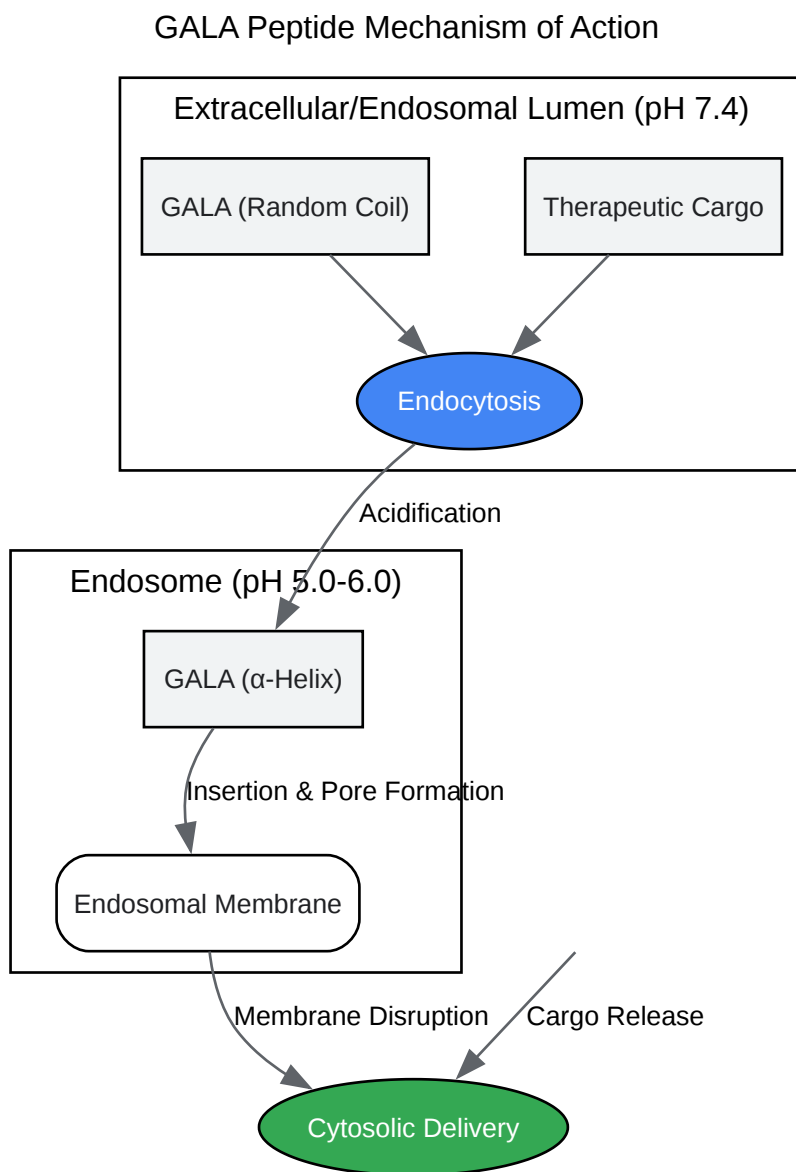 GALA Peptide Mechanism of Action
Extracellular/Endosomal Lumen (pH 7.4)
GALA (Random Coil)
Therapeutic Cargo
Endocytosis
Acidification
Endosome (pH 5.0-6.0)
GALA (α-Helix)
Insertion & Pore Formation
Endosomal Membrane
Membrane Disruption
Cargo Release
Cytosolic Delivery